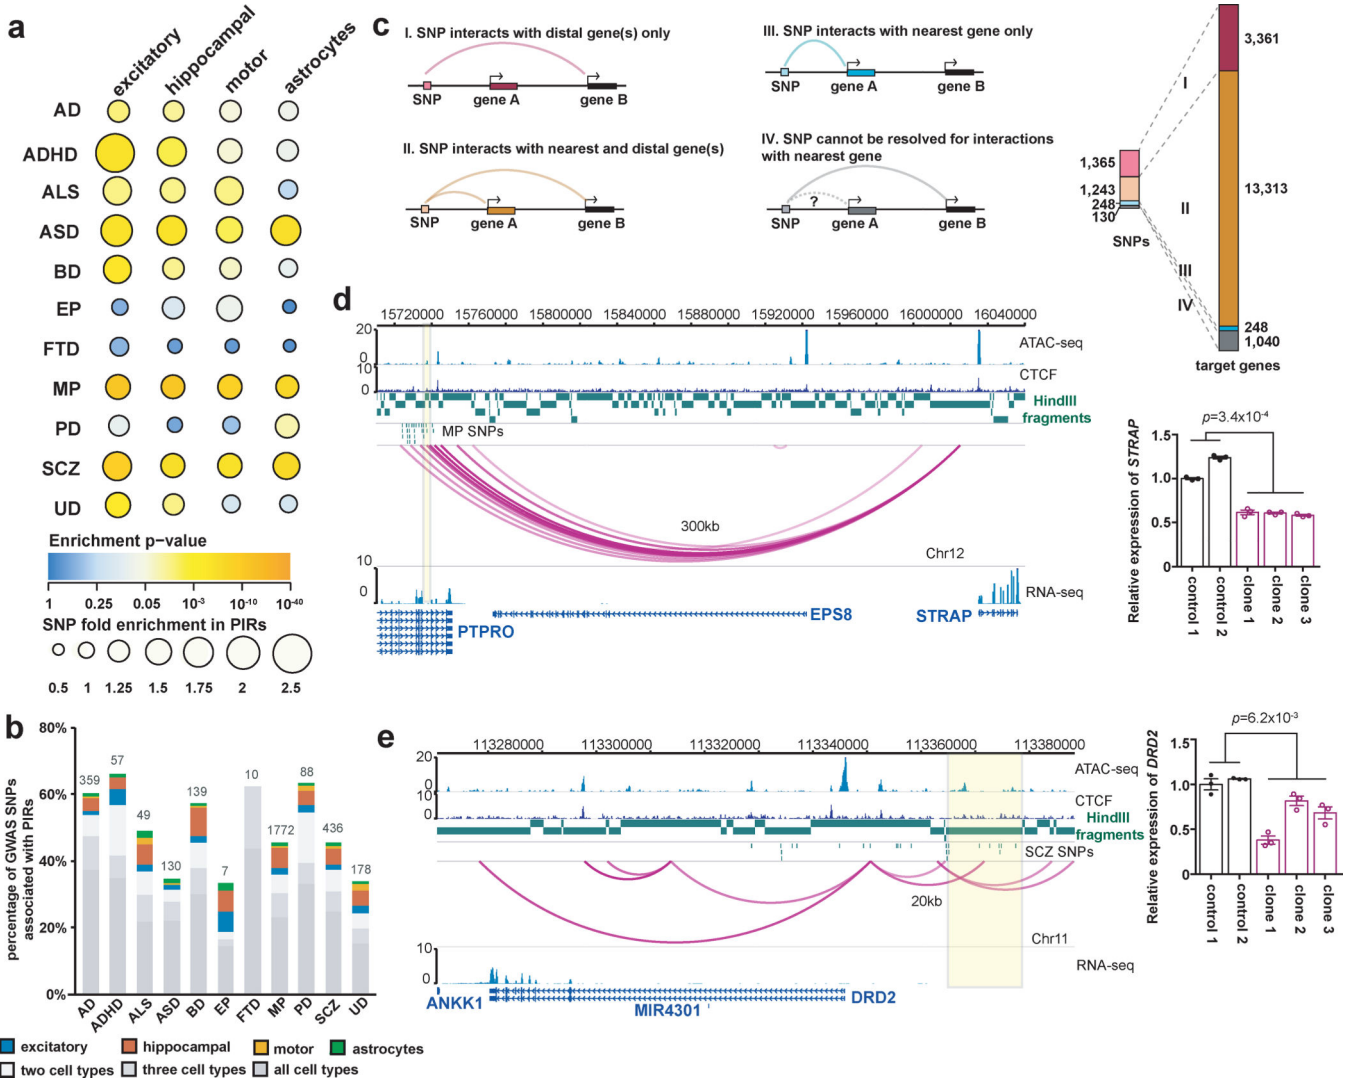 a
excitatory
hippocampal
motor
astrocytes
AD
ADHD
ALS
ASD
BD
EP
FTD
MP
PD
SCZ
UD
Enrichment p−value
1 0.25 0.05 10⁻³ 10⁻¹⁰ 10⁻⁴⁰
SNP fold enrichment in PIRs
0.5 1 1.25 1.5 1.75 2 2.5
b
percentage of GWAS SNPs
associated with PIRs
80%
60%
40%
20%
0%
359
57
49
130
139
7
10
1772
88
436
178
AD
ADHD
ALS
ASD
BD
EP
FTD
MP
PD
SCZ
UD
excitatory
hippocampal
motor
astrocytes
two cell types
three cell types
all cell types
c
I. SNP interacts with distal gene(s) only
SNP gene A gene B
II. SNP interacts with nearest and distal gene(s)
SNP gene A gene B
III. SNP interacts with nearest gene only
SNP gene A gene B
IV. SNP cannot be resolved for interactions
with nearest gene
?
SNP gene A gene B
1,365
1,243
248
130
SNPs
I
II
III
IV
3,361
13,313
248
1,040
target genes
d
15720000 15760000 15800000 15840000 15880000 15920000 15960000 16000000 16040000
20
0
ATAC-seq
10
0
CTCF
HindIII
fragments
MP SNPs
300kb
Chr12
10
0
RNA-seq
PTPRO
EPS8
STRAP
Relative expression of STRAP
p=3.4x10⁻⁴
1.5
1.0
0.5
0
control 1
control 2
clone 1
clone 2
clone 3
e
113280000 113300000 113320000 113340000 113360000 113380000
20
0
ATAC-seq
10
0
CTCF
HindIII
fragments
SCZ SNPs
20kb
Chr11
10
0
RNA-seq
ANKK1
MIR4301
DRD2
Relative expression of DRD2
p=6.2x10⁻³
1.5
1.0
0.5
0
control 1
control 2
clone 1
clone 2
clone 3